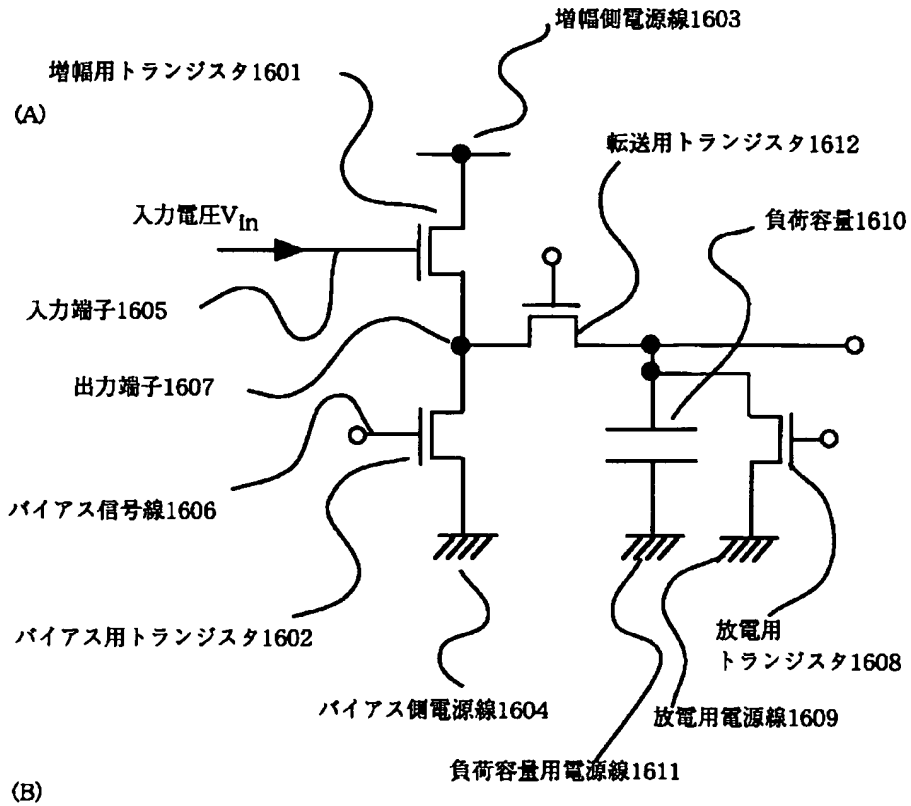 増幅側電源線1603
増幅用トランジスタ1601
(A)
転送用トランジスタ1612
入力電圧Vin
負荷容量1610
入力端子1605
出力端子1607
バイアス信号線1606
バイアス用トランジスタ1602
放電用
トランジスタ1608
バイアス側電源線1604
放電用電源線1609
負荷容量用電源線1611
(B)